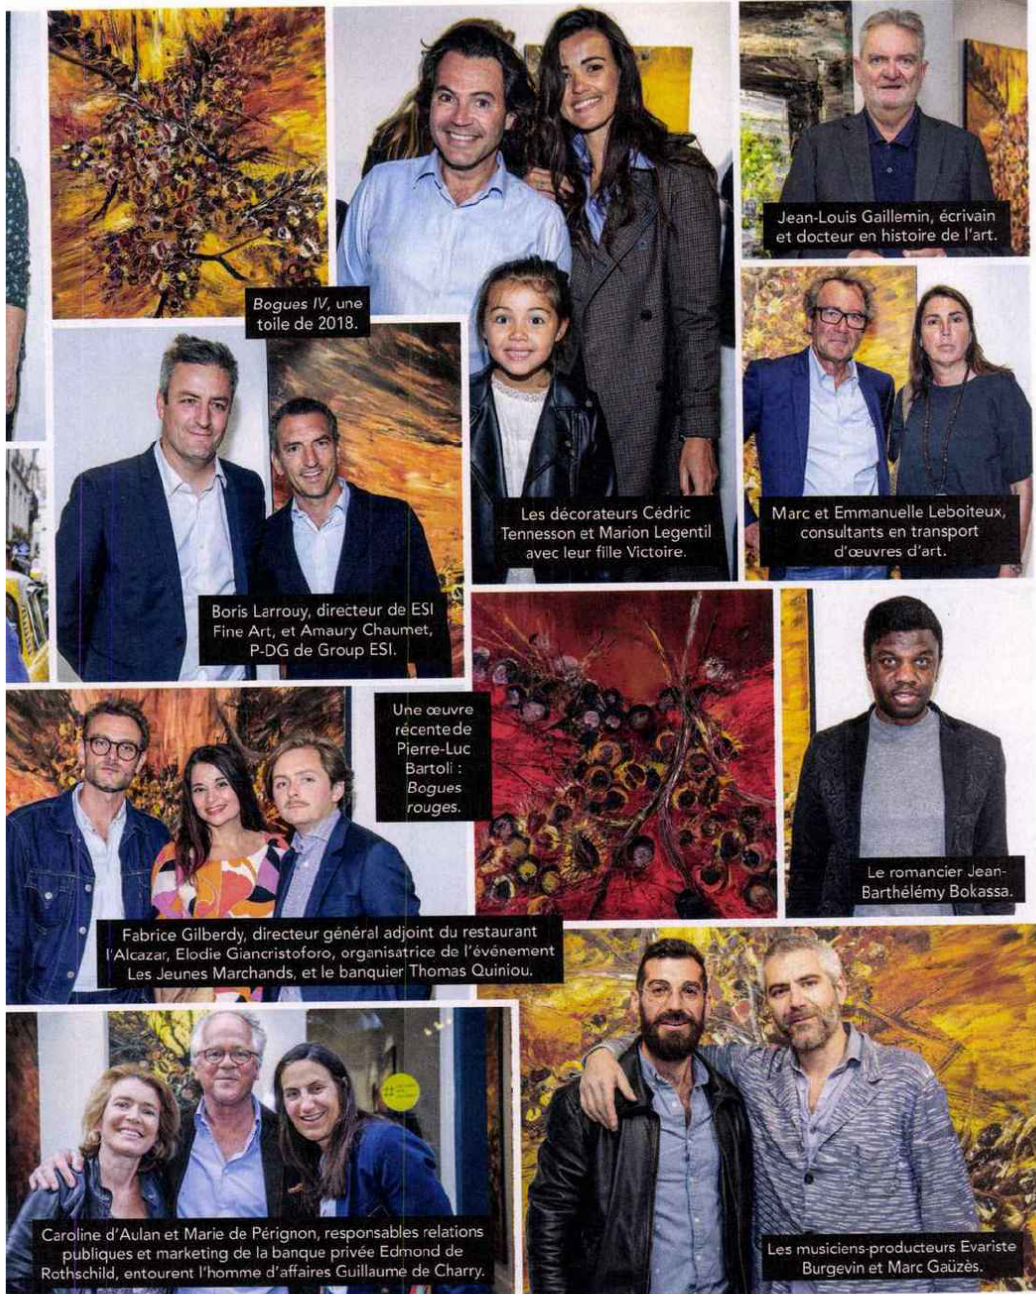 Jean-Louis Gaillemin, écrivain
et docteur en histoire de l'art.
Bogues IV, une
toile de 2018.
Les décorateurs Cédric
Tennesson et Marion Legentil
avec leur fille Victoire.
Marc et Emmanuelle Leboiteux,
consultants en transport
d'œuvres d'art.
Boris Larrouy, directeur de ESI
Fine Art, et Amaury Chaumet,
P-DG de Group ESI.
Une œuvre
récente de
Pierre-Luc
Bartoli :
Bogues
rouges.
Le romancier Jean-
Barthélémy Bokassa.
Fabrice Gilberdy, directeur général adjoint du restaurant
l'Alcazar, Elodie Giancristoforo, organisatrice de l'événement
Les Jeunes Marchands, et le banquier Thomas Quiniou.
Caroline d'Aulan et Marie de Pérignon, responsables relations
publiques et marketing de la banque privée Edmond de
Rothschild, entourent l'homme d'affaires Guillaume de Charry.
Les musiciens-producteurs Evariste
Burgevin et Marc Gaüzès.